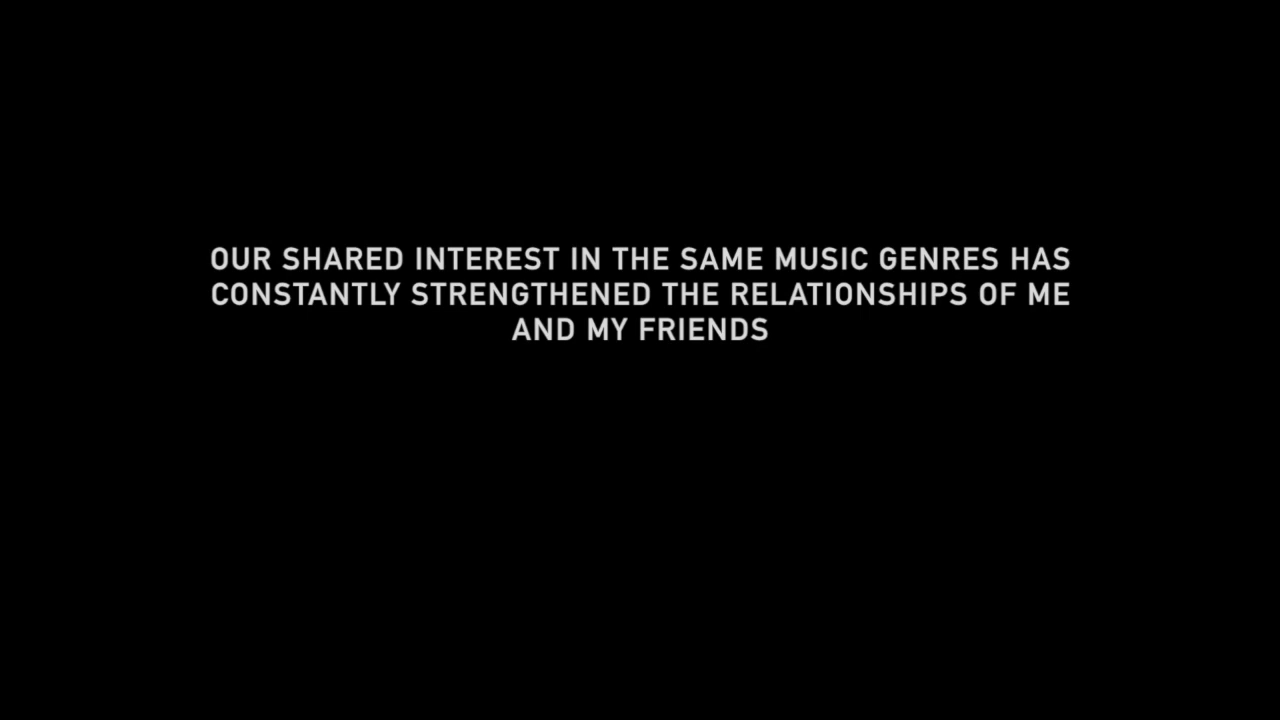 OUR SHARED INTEREST IN THE SAME MUSIC GENRES HAS
CONSTANTLY STRENGTHENED THE RELATIONSHIPS OF ME
AND MY FRIENDS